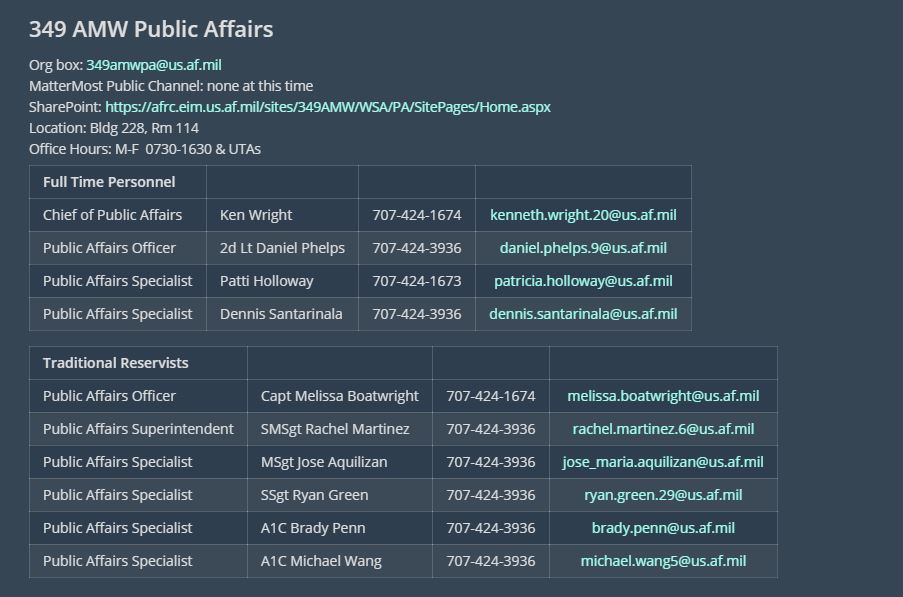 349 AMW Public Affairs
Org box: 349amwpa@us.af.mil
MatterMost Public Channel: none at this time
SharePoint: https://afrc.eim.us.af.mil/sites/349AMW/WSA/PA/SitePages/Home.aspx
Location: Bldg 228, Rm 114
Office Hours: M-F 0730-1630 & UTAs
Full Time Personnel
Chief of Public Affairs Ken Wright 707-424-1674 kenneth.wright.20@us.af.mil
Public Affairs Officer 2d Lt Daniel Phelps 707-424-3936 daniel.phelps.9@us.af.mil
Public Affairs Specialist Patti Holloway 707-424-1673 patricia.holloway@us.af.mil
Public Affairs Specialist Dennis Santarinala 707-424-3936 dennis.santarinala@us.af.mil
Traditional Reservists
Public Affairs Officer Capt Melissa Boatwright 707-424-1674 melissa.boatwright@us.af.mil
Public Affairs Superintendent SMSgt Rachel Martinez 707-424-3936 rachel.martinez.6@us.af.mil
Public Affairs Specialist MSgt Jose Aquilizan 707-424-3936 jose_maria.aquilizan@us.af.mil
Public Affairs Specialist SSgt Ryan Green 707-424-3936 ryan.green.29@us.af.mil
Public Affairs Specialist A1C Brady Penn 707-424-3936 brady.penn@us.af.mil
Public Affairs Specialist A1C Michael Wang 707-424-3936 michael.wang5@us.af.mil